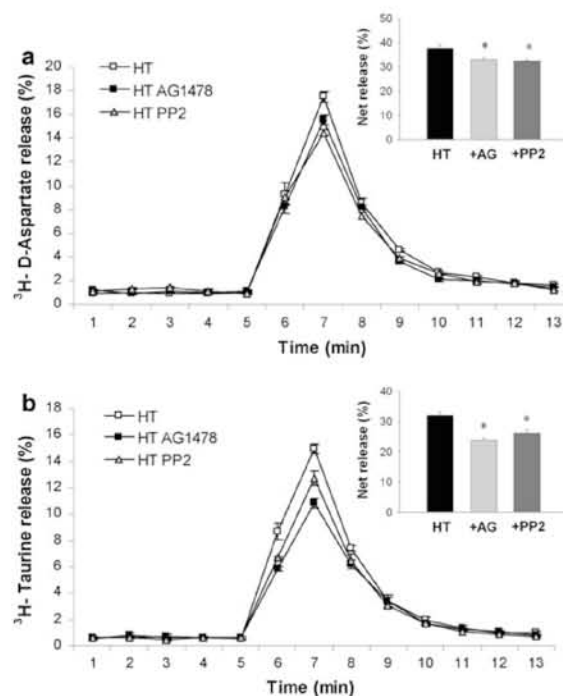 a
20
18
16
14
12
10
8
6
4
2
0
³H- D-Aspartate release (%)
HT
HT AG1478
HT PP2
50
40
30
20
10
0
Net release (%)
* *
HT +AG +PP2
1 2 3 4 5 6 7 8 9 10 11 12 13
Time (min)
b
18
16
14
12
10
8
6
4
2
0
³H- Taurine release (%)
HT
HT AG1478
HT PP2
40
30
20
10
0
Net release (%)
* *
HT +AG +PP2
1 2 3 4 5 6 7 8 9 10 11 12 13
Time (min)